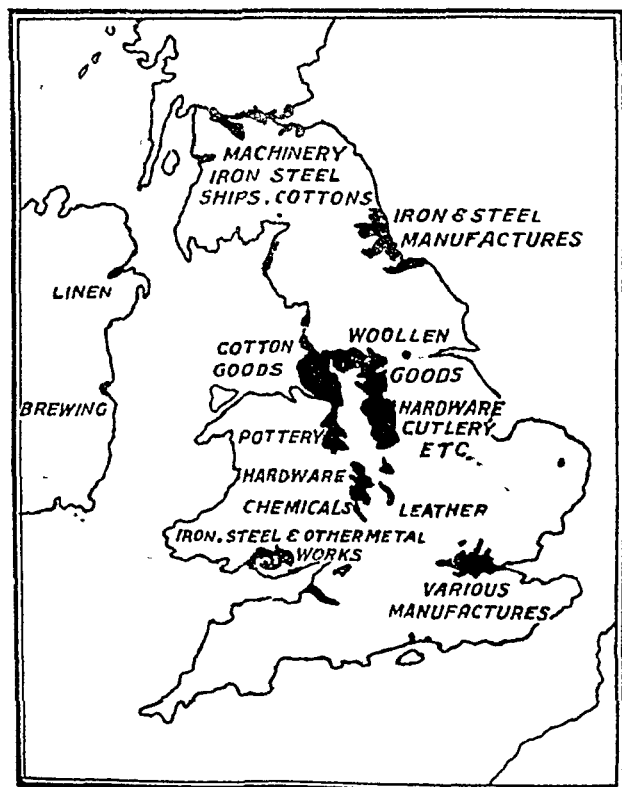 MACHINERY
IRON STEEL
SHIPS. COTTONS
IRON & STEEL
MANUFACTURES
LINEN
COTTON
GOODS
WOOLLEN
GOODS
BREWING
HARDWARE
CUTLERY
ETC
POTTERY
HARDWARE
CHEMICALS
LEATHER
IRON. STEEL & OTHER METAL
WORKS
VARIOUS
MANUFACTURES